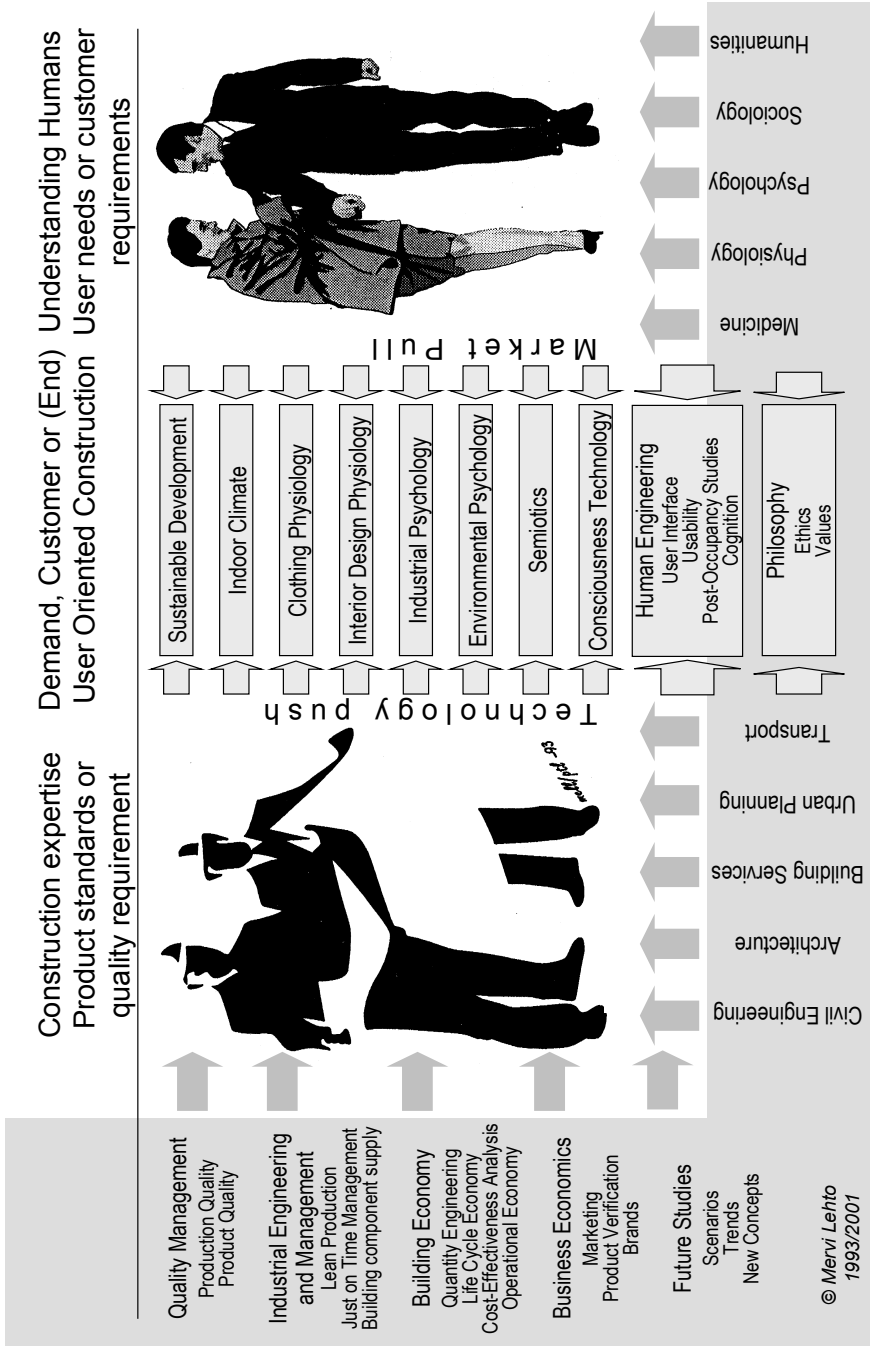 Construction expertise
Product standards or
quality requirement
Demand, Customer or (End)
User Oriented Construction
Understanding Humans
User needs or customer
requirements
Quality Management
Production Quality
Product Quality
Industrial Engineering
and Management
Lean Production
Just on Time Management
Building component supply
Building Economy
Quantity Engineering
Life Cycle Economy
Cost-Effectiveness Analysis
Operational Economy
Business Economics
Marketing
Product Verification
Brands
Future Studies
Scenarios
Trends
New Concepts
Technology push
Sustainable Development
Indoor Climate
Clothing Physiology
Interior Design Physiology
Industrial Psychology
Environmental Psychology
Semiotics
Consciousness Technology
Human Engineering
User Interface
Usability
Post-Occupancy Studies
Cognition
Philosophy
Ethics
Values
Market Pull
Civil Engineering
Architecture
Building Services
Urban Planning
Transport
Medicine
Physiology
Psychology
Sociology
Humanities
© Mervi Lehto
1993/2001